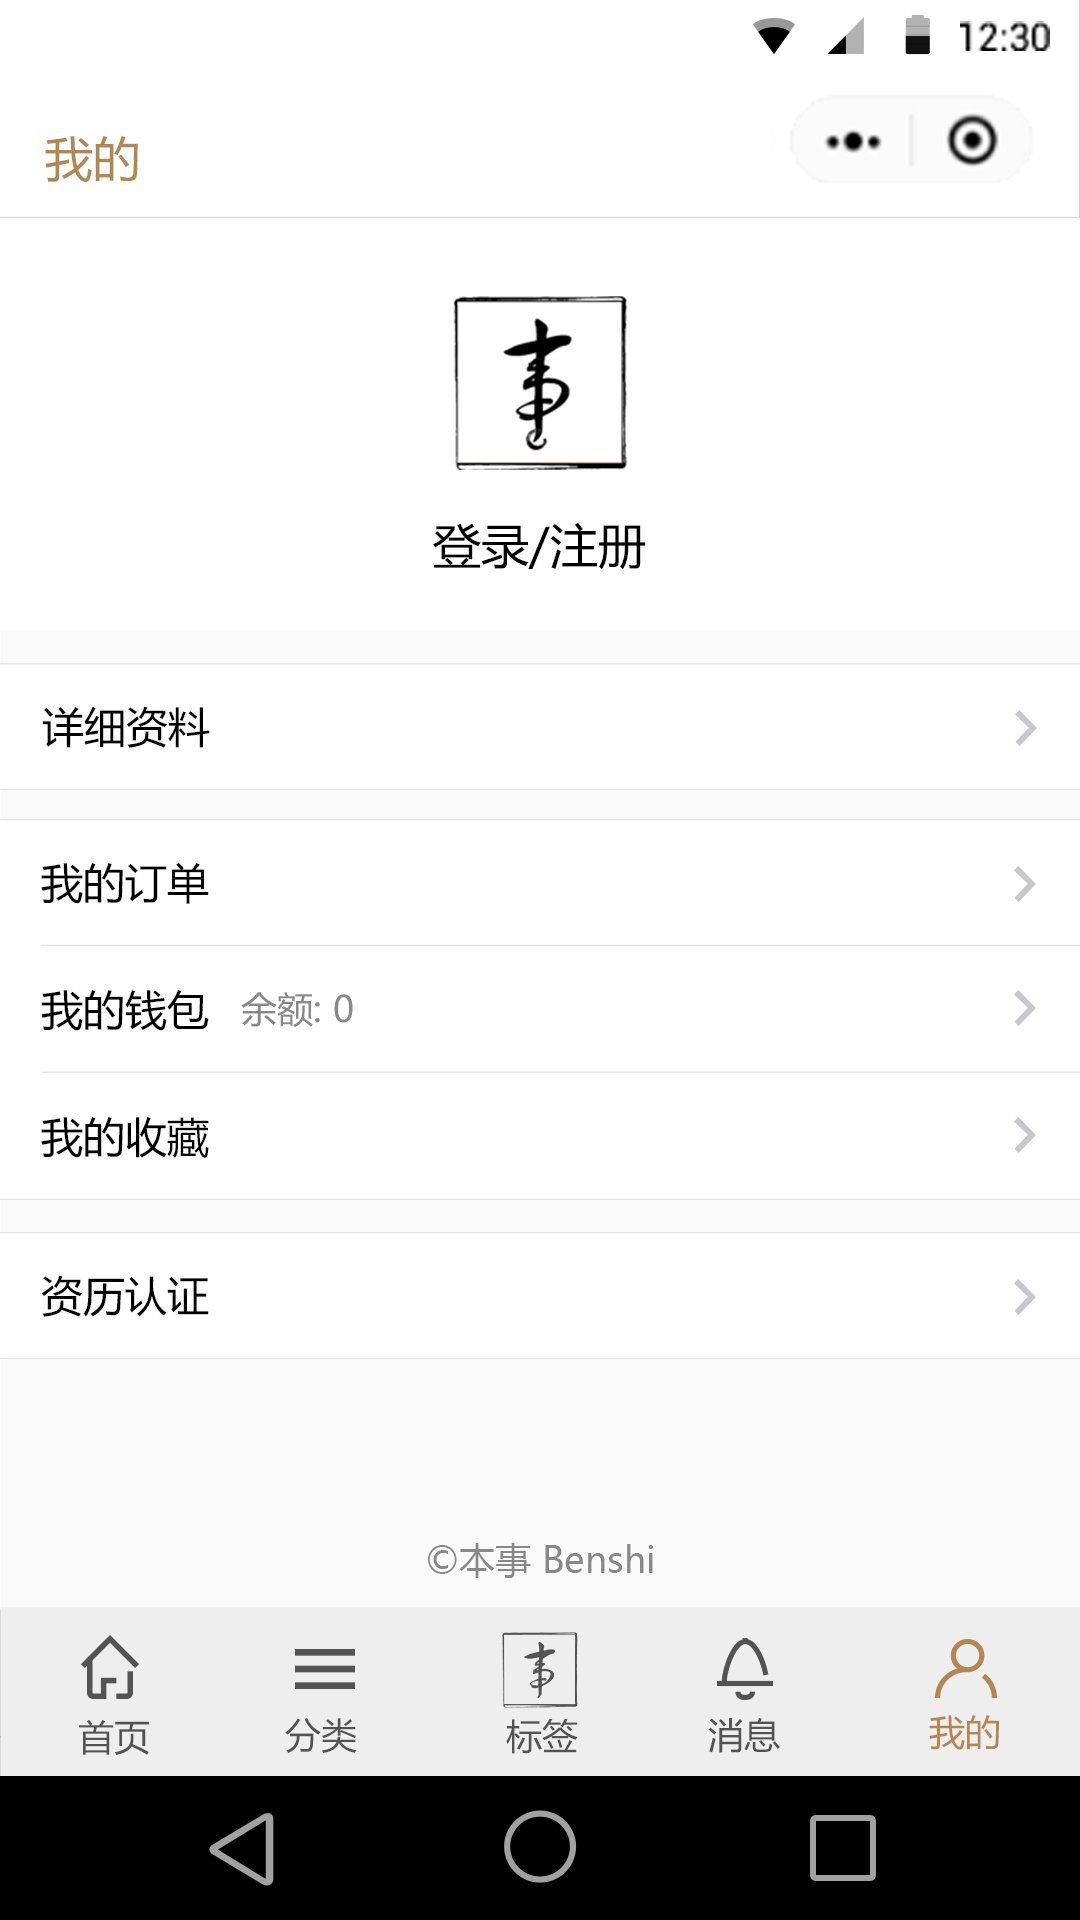 12:30
我的
事
登录/注册
详细资料
我的订单
我的钱包 余额: 0
我的收藏
资历认证
©本事 Benshi
事
首页 分类 标签 消息 我的